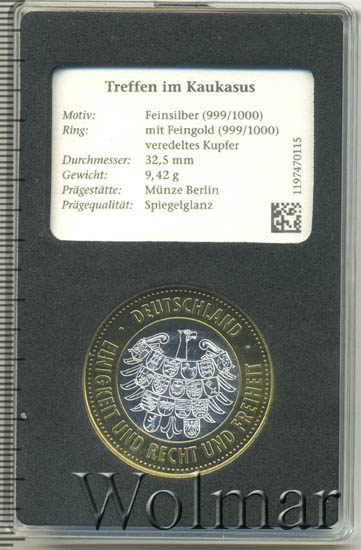 Treffen im Kaukasus
Motiv: Feinsilber (999/1000)
Ring: mit Feingold (999/1000)
veredeltes Kupfer
Durchmesser: 32,5 mm
Gewicht: 9,42 g
Prägestätte: Münze Berlin
Prägequalität: Spiegelglanz
1197470115
· DEUTSCHLAND ·
EINIGKEIT UND RECHT UND FREIHEIT
Wolmar